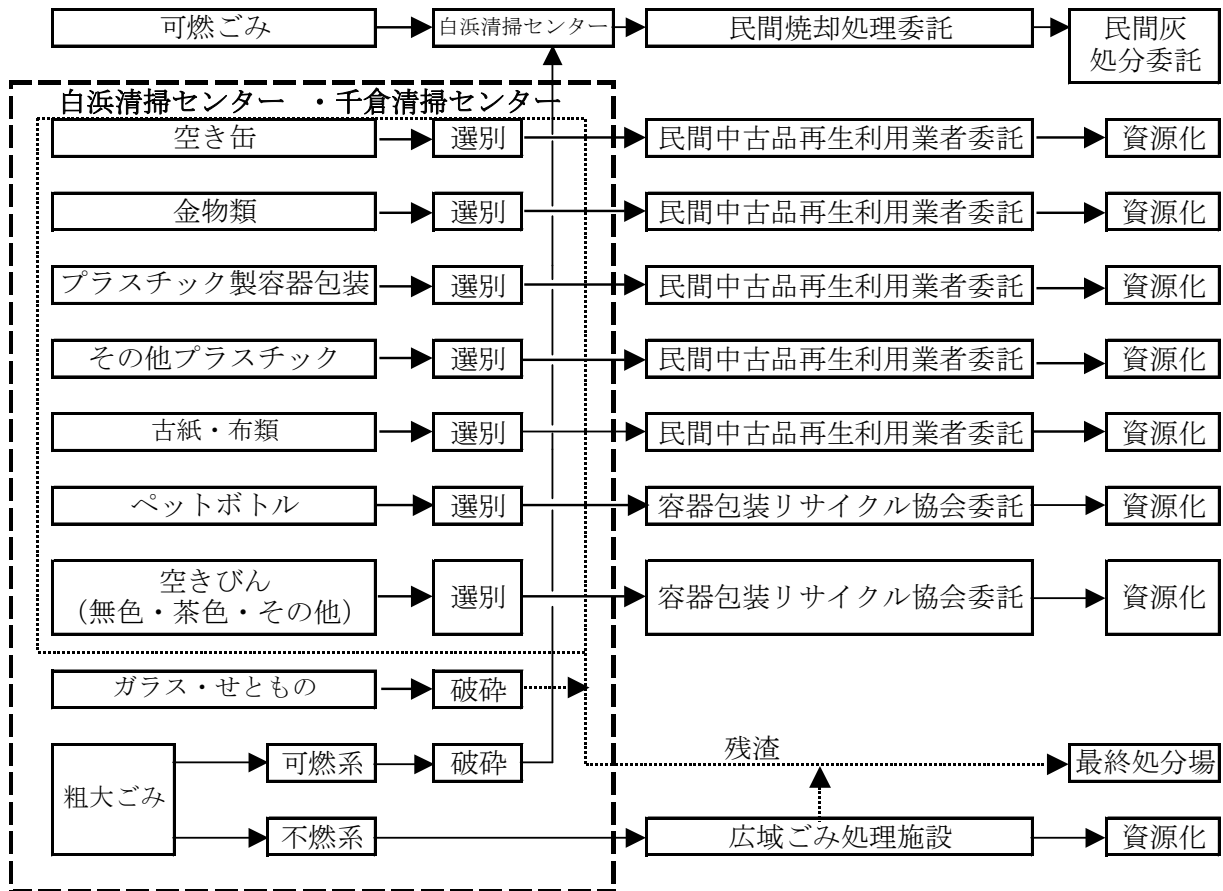 可燃ごみ
白浜清掃センター
民間焼却処理委託
民間灰
処分委託
白浜清掃センター ・千倉清掃センター
空き缶
選別
民間中古品再生利用業者委託
資源化
金物類
選別
民間中古品再生利用業者委託
資源化
プラスチック製容器包装
選別
民間中古品再生利用業者委託
資源化
その他プラスチック
選別
民間中古品再生利用業者委託
資源化
古紙・布類
選別
民間中古品再生利用業者委託
資源化
ペットボトル
選別
容器包装リサイクル協会委託
資源化
空きびん
（無色・茶色・その他）
選別
容器包装リサイクル協会委託
資源化
ガラス・せともの
破砕
粗大ごみ
可燃系
破砕
残渣
最終処分場
不燃系
広域ごみ処理施設
資源化